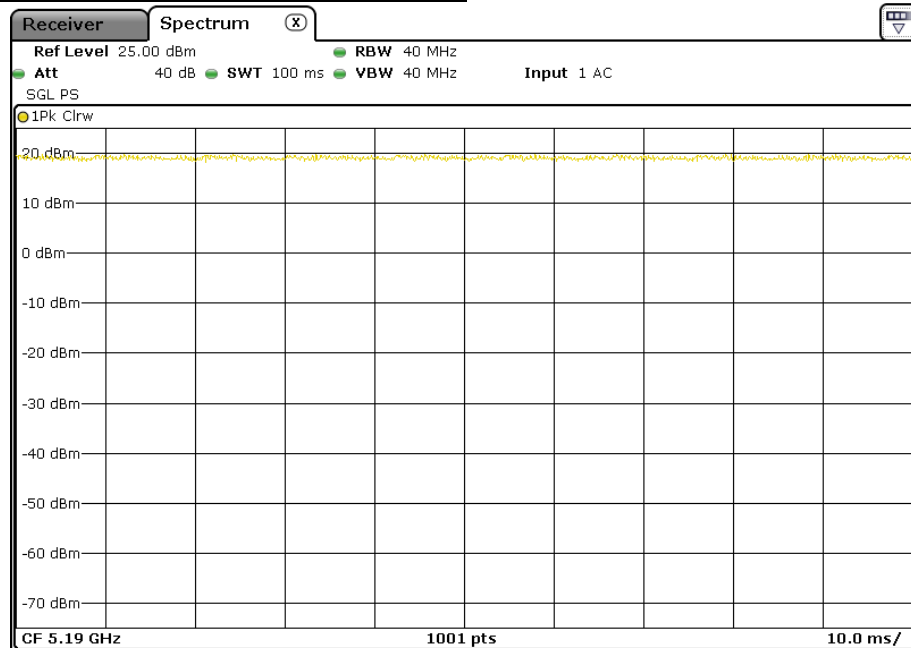 Receiver Spectrum X
Ref Level 25.00 dBm RBW 40 MHz
Att 40 dB SWT 100 ms VBW 40 MHz Input 1 AC
SGL PS
1Pk Clrw
20 dBm
10 dBm
0 dBm
-10 dBm
-20 dBm
-30 dBm
-40 dBm
-50 dBm
-60 dBm
-70 dBm
CF 5.19 GHz 1001 pts 10.0 ms/